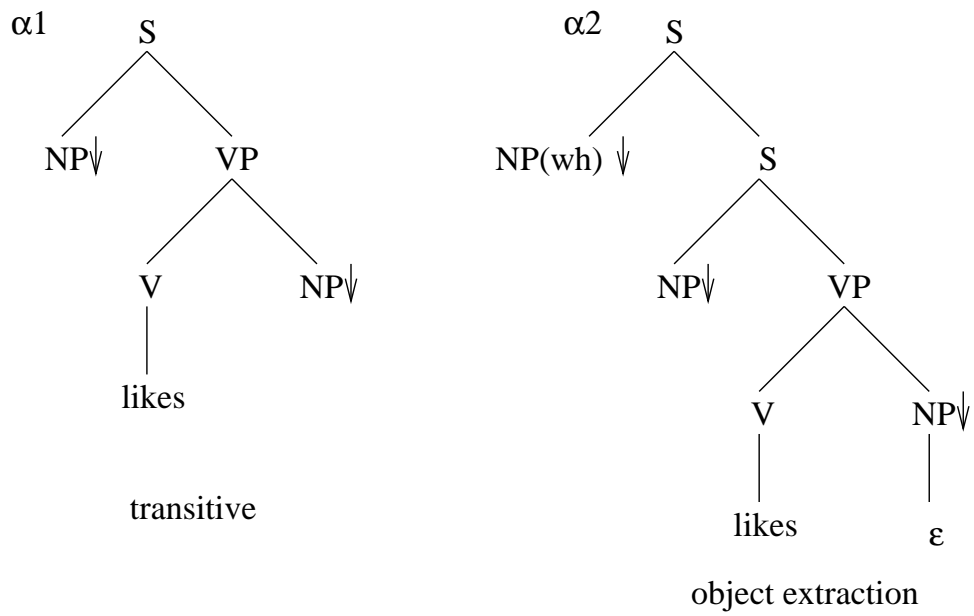 α1 S α2 S
NP↓ VP NP(wh) ↓ S
V NP↓ NP↓ VP
likes V NP↓
transitive likes ε
object extraction